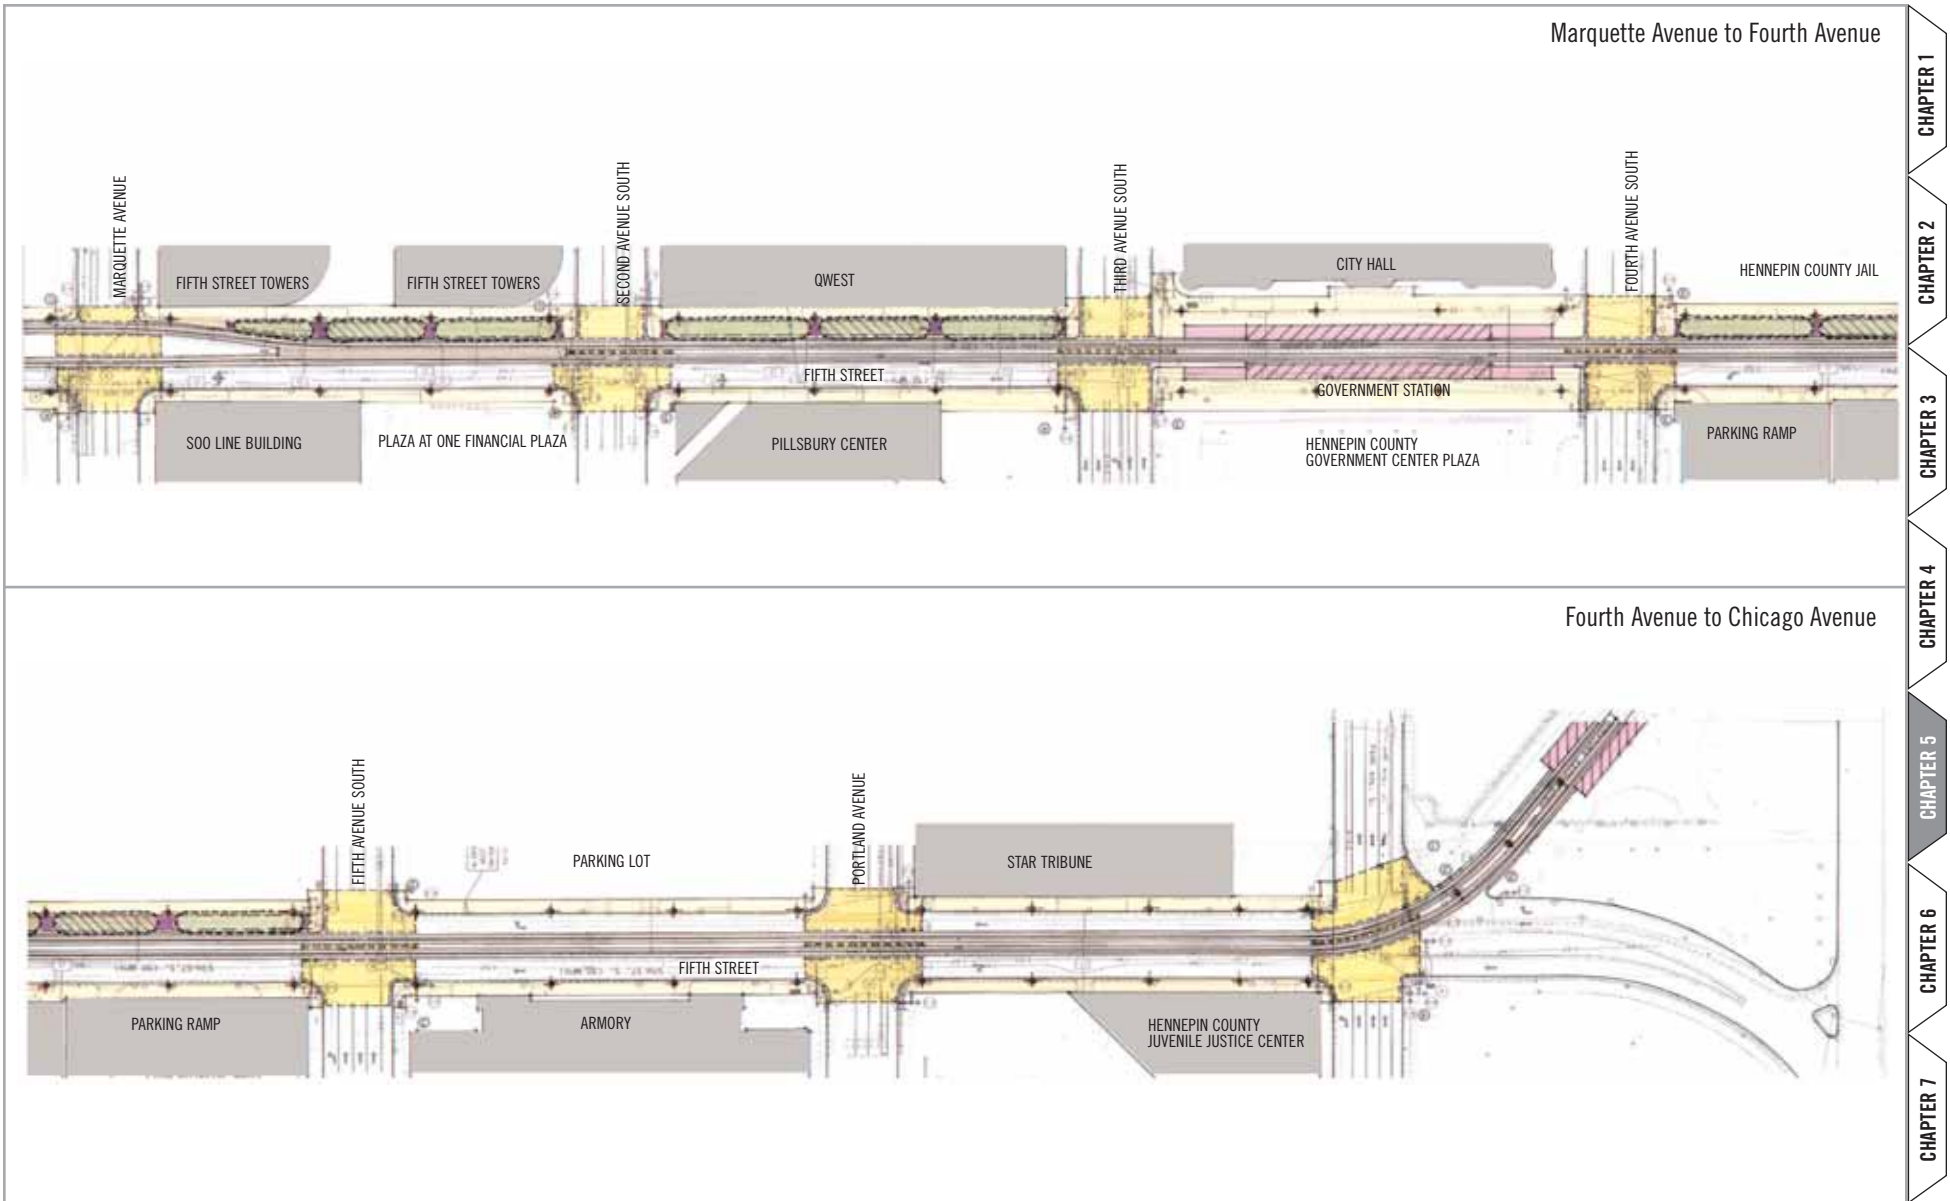 Marquette Avenue to Fourth Avenue
MARQUETTE AVENUE
SECOND AVENUE SOUTH
THIRD AVENUE SOUTH
FOURTH AVENUE SOUTH
FIFTH STREET TOWERS
FIFTH STREET TOWERS
QWEST
CITY HALL
HENNEPIN COUNTY JAIL
FIFTH STREET
GOVERNMENT STATION
SOO LINE BUILDING
PLAZA AT ONE FINANCIAL PLAZA
PILLSBURY CENTER
HENNEPIN COUNTY
GOVERNMENT CENTER PLAZA
PARKING RAMP
Fourth Avenue to Chicago Avenue
FIFTH AVENUE SOUTH
PORTLAND AVENUE
PARKING LOT
STAR TRIBUNE
FIFTH STREET
PARKING RAMP
ARMORY
HENNEPIN COUNTY
JUVENILE JUSTICE CENTER
CHAPTER 1
CHAPTER 2
CHAPTER 3
CHAPTER 4
CHAPTER 5
CHAPTER 6
CHAPTER 7